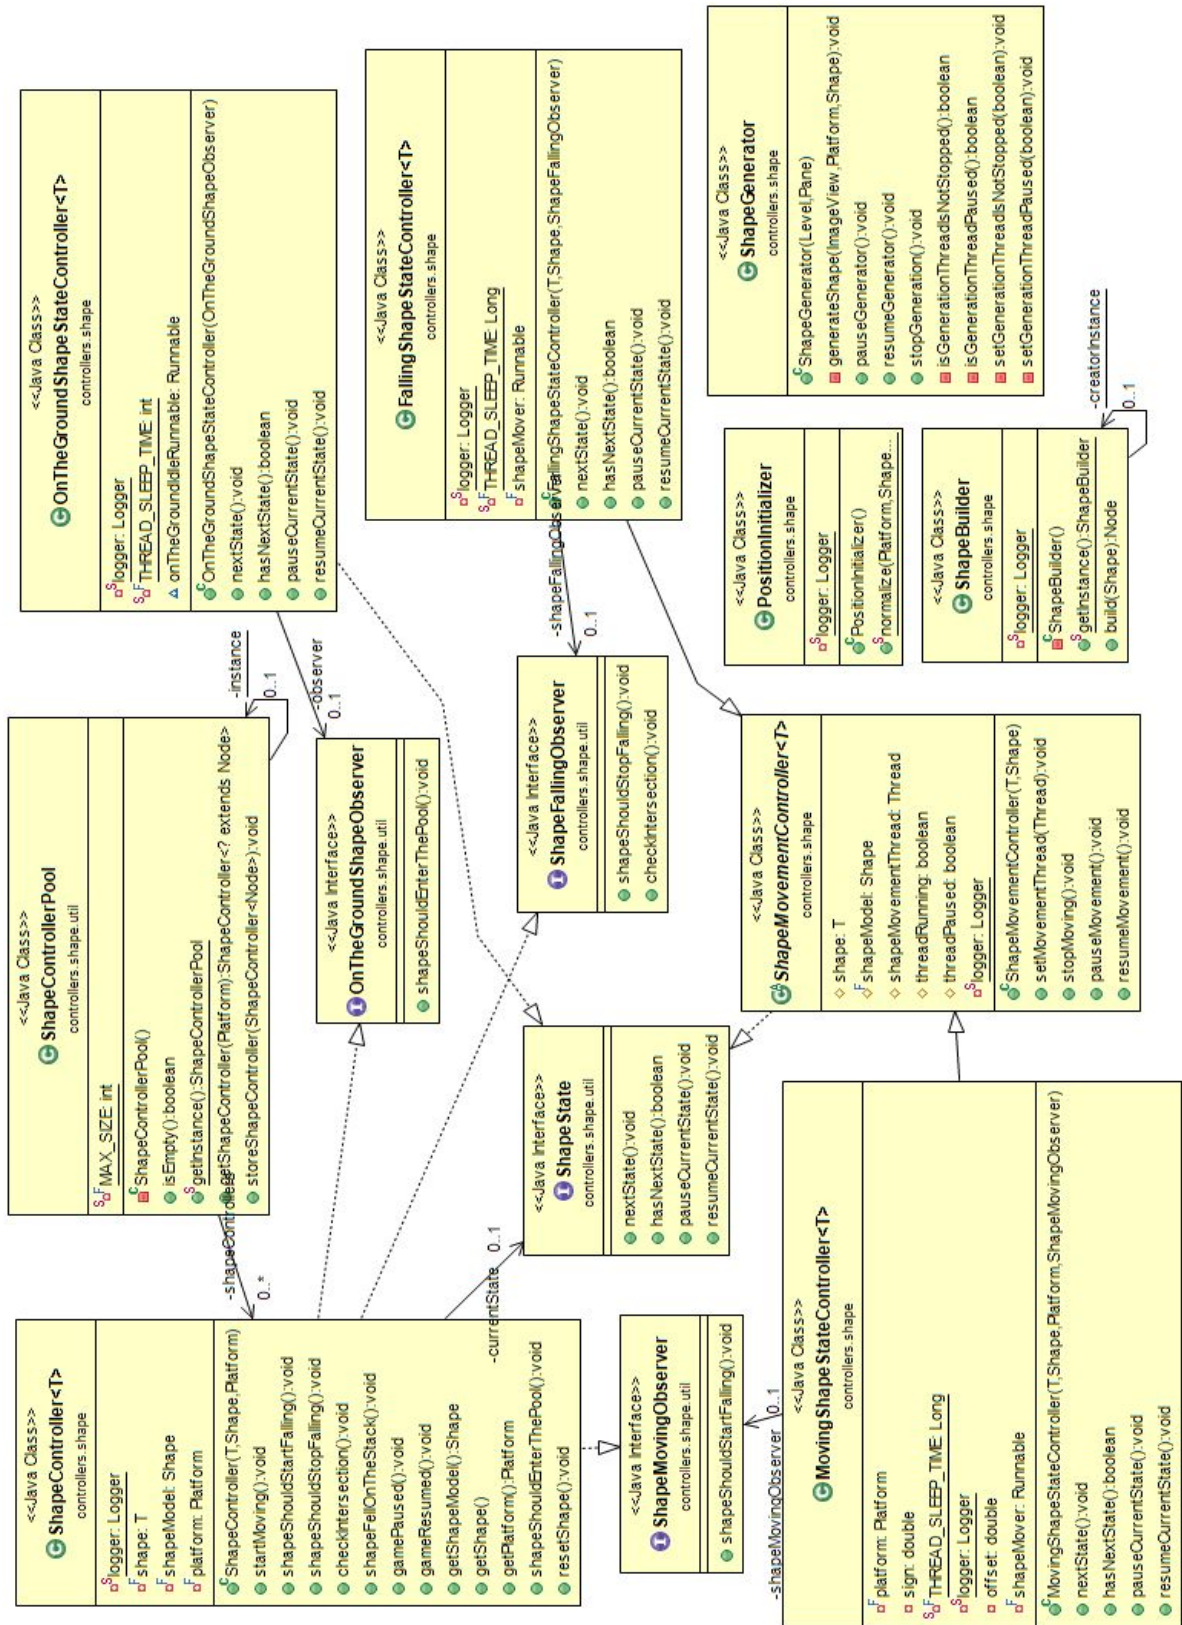 <<Java Class>>
ShapeController<T>
controllers.shape
logger: Logger
shape: T
shapeModel: Shape
platform: Platform
ShapeController(T,Shape,Platform)
startMoving():void
shapeShouldStartFalling():void
shapeShouldStopFalling():void
checkIntersection():void
shapeFellOnTheStack():void
gamePaused():void
gameResumed():void
getShapeModel():Shape
getShape()
getPlatform():Platform
shapeShouldEnterThePool():void
resetShape():void
-shapeControllers
0..*
-currentState
0..1
<<Java Class>>
ShapeControllerPool
controllers.shape.util
MAX_SIZE: int
ShapeControllerPool()
isEmpty():boolean
getInstance():ShapeControllerPool
getShapeController(Platform):ShapeController<? extends Node>
storeShapeController(ShapeController<Node>):void
-instance
0..1
<<Java Class>>
OnTheGroundShapeStateController<T>
controllers.shape
logger: Logger
THREAD_SLEEP_TIME: int
onTheGroundIdleRunnable: Runnable
OnTheGroundShapeStateController(OnTheGroundShapeObserver)
nextState():void
hasNextState():boolean
pauseCurrentState():void
resumeCurrentState():void
-observer
0..1
<<Java Interface>>
OnTheGroundShapeObserver
controllers.shape.util
shapeShouldEnterThePool():void
<<Java Class>>
FallingShapeStateController<T>
controllers.shape
logger: Logger
THREAD_SLEEP_TIME: Long
shapeMover: Runnable
FallingShapeStateController(T,Shape,ShapeFallingObserver)
nextState():void
hasNextState():boolean
pauseCurrentState():void
resumeCurrentState():void
-shapeFallingObserver
0..1
<<Java Interface>>
ShapeFallingObserver
controllers.shape.util
shapeShouldStopFalling():void
checkIntersection():void
<<Java Interface>>
ShapeState
controllers.shape.util
nextState():void
hasNextState():boolean
pauseCurrentState():void
resumeCurrentState():void
<<Java Interface>>
ShapeMovingObserver
controllers.shape.util
shapeShouldStartFalling():void
-shapeMovingObserver
0..1
<<Java Class>>
MovingShapeStateController<T>
controllers.shape
platform: Platform
sign: double
THREAD_SLEEP_TIME: Long
logger: Logger
offset: double
shapeMover: Runnable
MovingShapeStateController(T,Shape,Platform,ShapeMovingObserver)
nextState():void
hasNextState():boolean
pauseCurrentState():void
resumeCurrentState():void
<<Java Class>>
ShapeMovementController<T>
controllers.shape
shape: T
shapeModel: Shape
shapeMovementThread: Thread
threadRunning: boolean
threadPaused: boolean
logger: Logger
ShapeMovementController(T,Shape)
setMovementThread(Thread):void
stopMoving():void
pauseMovement():void
resumeMovement():void
<<Java Class>>
PositionInitializer
controllers.shape
logger: Logger
PositionInitializer()
normalize(Platform,Shape...
<<Java Class>>
ShapeBuilder
controllers.shape
logger: Logger
ShapeBuilder()
getInstance():ShapeBuilder
build(Shape):Node
-creatorInstance
0..1
<<Java Class>>
ShapeGenerator
controllers.shape
ShapeGenerator(Level,Pane)
generateShape(ImageView,Platform,Shape):void
pauseGenerator():void
resumeGenerator():void
stopGeneration():void
isGenerationThreadIsNotStopped():boolean
isGenerationThreadPaused():boolean
setGenerationThreadIsNotStopped(boolean):void
setGenerationThreadPaused(boolean):void